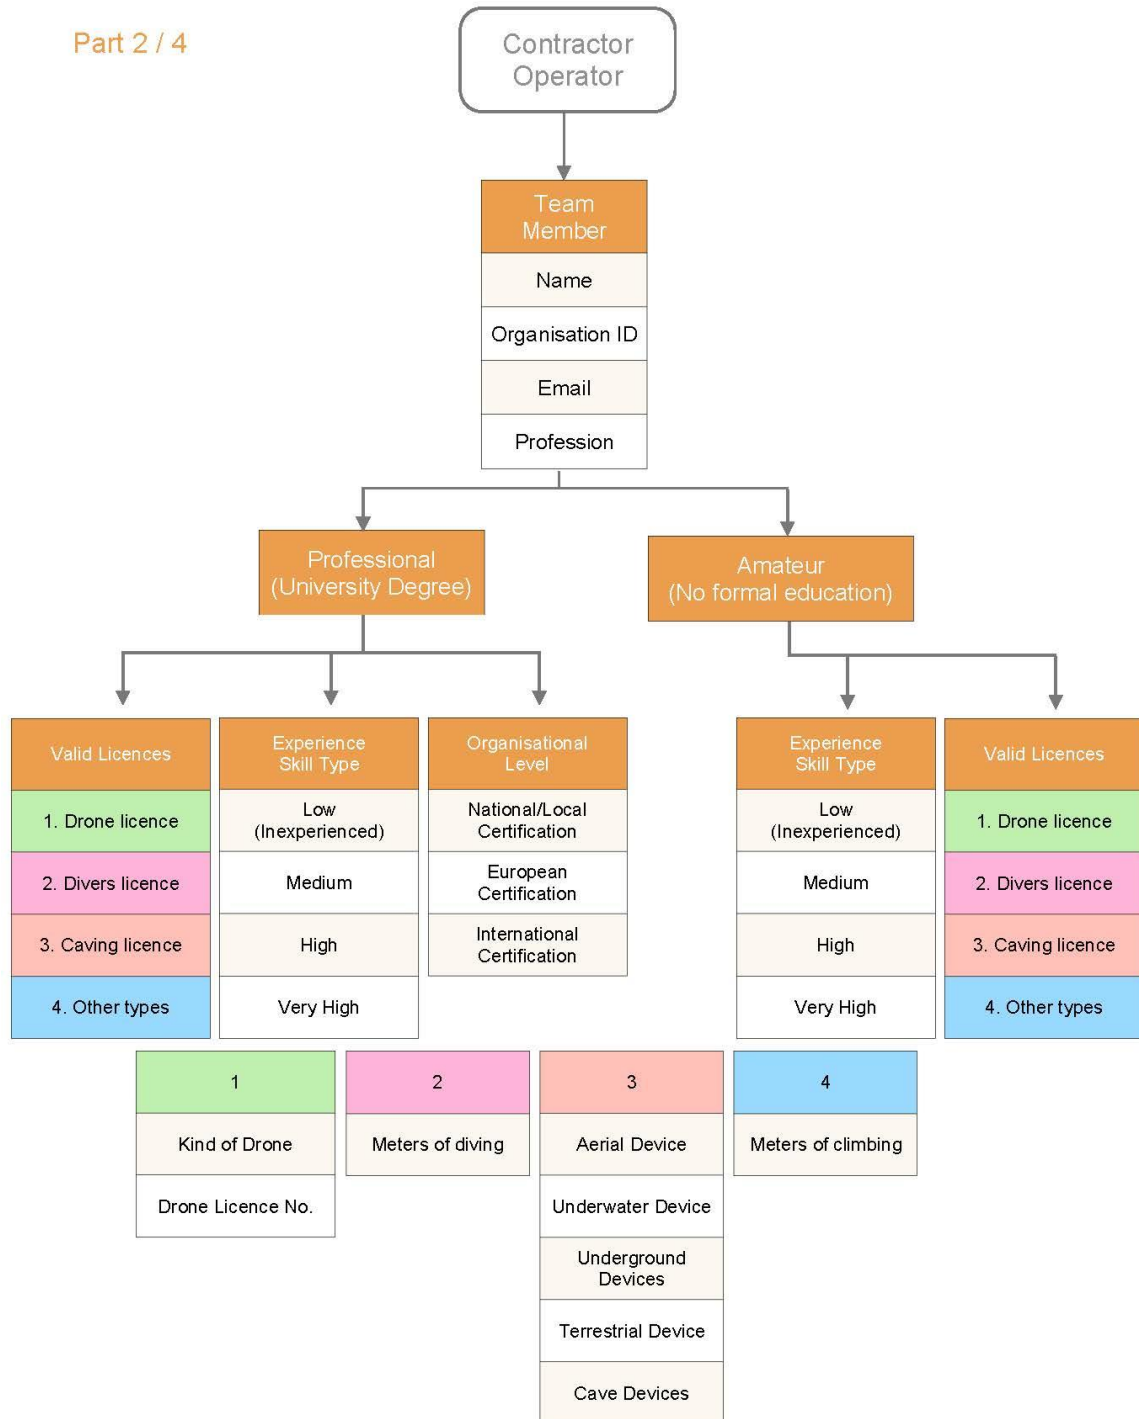 Part 2 / 4
Contractor
Operator
Team
Member
Name
Organisation ID
Email
Profession
Professional
(University Degree)
Amateur
(No formal education)
Valid Licences
1. Drone licence
2. Divers licence
3. Caving licence
4. Other types
Experience
Skill Type
Low
(Inexperienced)
Medium
High
Very High
Organisational
Level
National/Local
Certification
European
Certification
International
Certification
Experience
Skill Type
Low
(Inexperienced)
Medium
High
Very High
Valid Licences
1. Drone licence
2. Divers licence
3. Caving licence
4. Other types
1
Kind of Drone
Drone Licence No.
2
Meters of diving
3
Aerial Device
Underwater Device
Underground
Devices
Terrestrial Device
Cave Devices
4
Meters of climbing